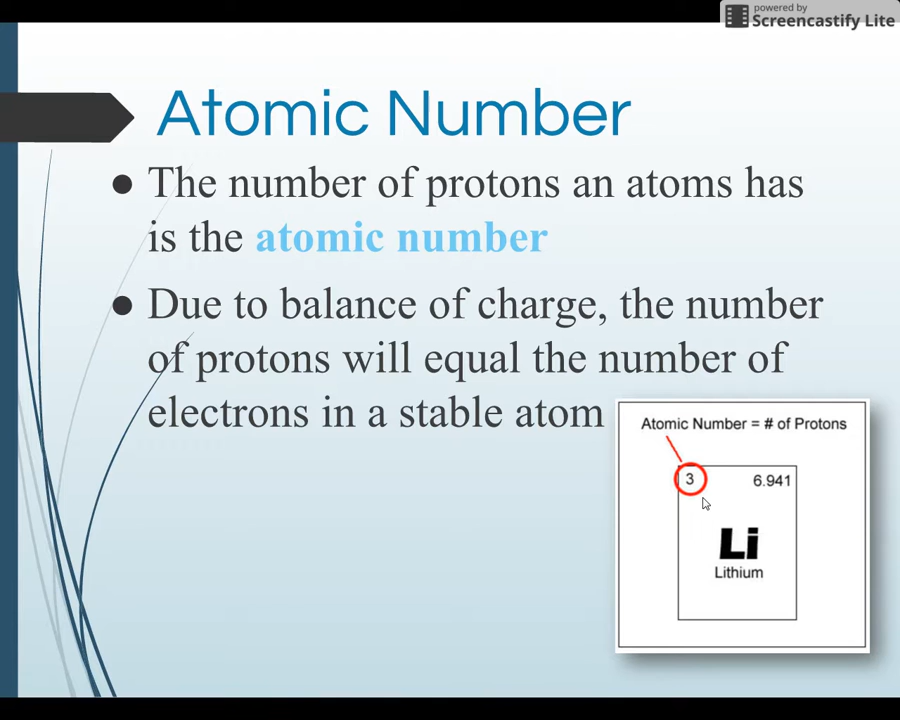 powered by
Screencastify Lite
Atomic Number
● The number of protons an atoms has
is the atomic number
● Due to balance of charge, the number
of protons will equal the number of
electrons in a stable atom
Atomic Number = # of Protons
3 6.941
Li
Lithium